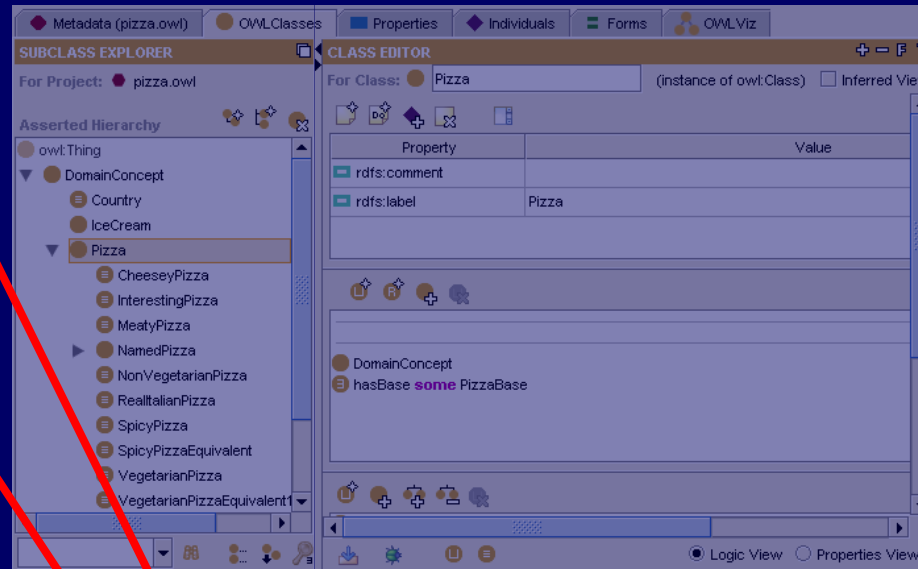 Metadata (pizza.owl) OWLClasses Properties Individuals Forms OWLViz
SUBCLASS EXPLORER
For Project: pizza.owl
Asserted Hierarchy
owl:Thing
DomainConcept
Country
IceCream
Pizza
CheeseyPizza
InterestingPizza
MeatyPizza
NamedPizza
NonVegetarianPizza
RealItalianPizza
SpicyPizza
SpicyPizzaEquivalent
VegetarianPizza
VegetarianPizzaEquivalent1
CLASS EDITOR
For Class: Pizza (instance of owl:Class) Inferred Vie
Property Value
rdfs:comment
rdfs:label Pizza
DomainConcept
hasBase some PizzaBase
Logic View Properties View